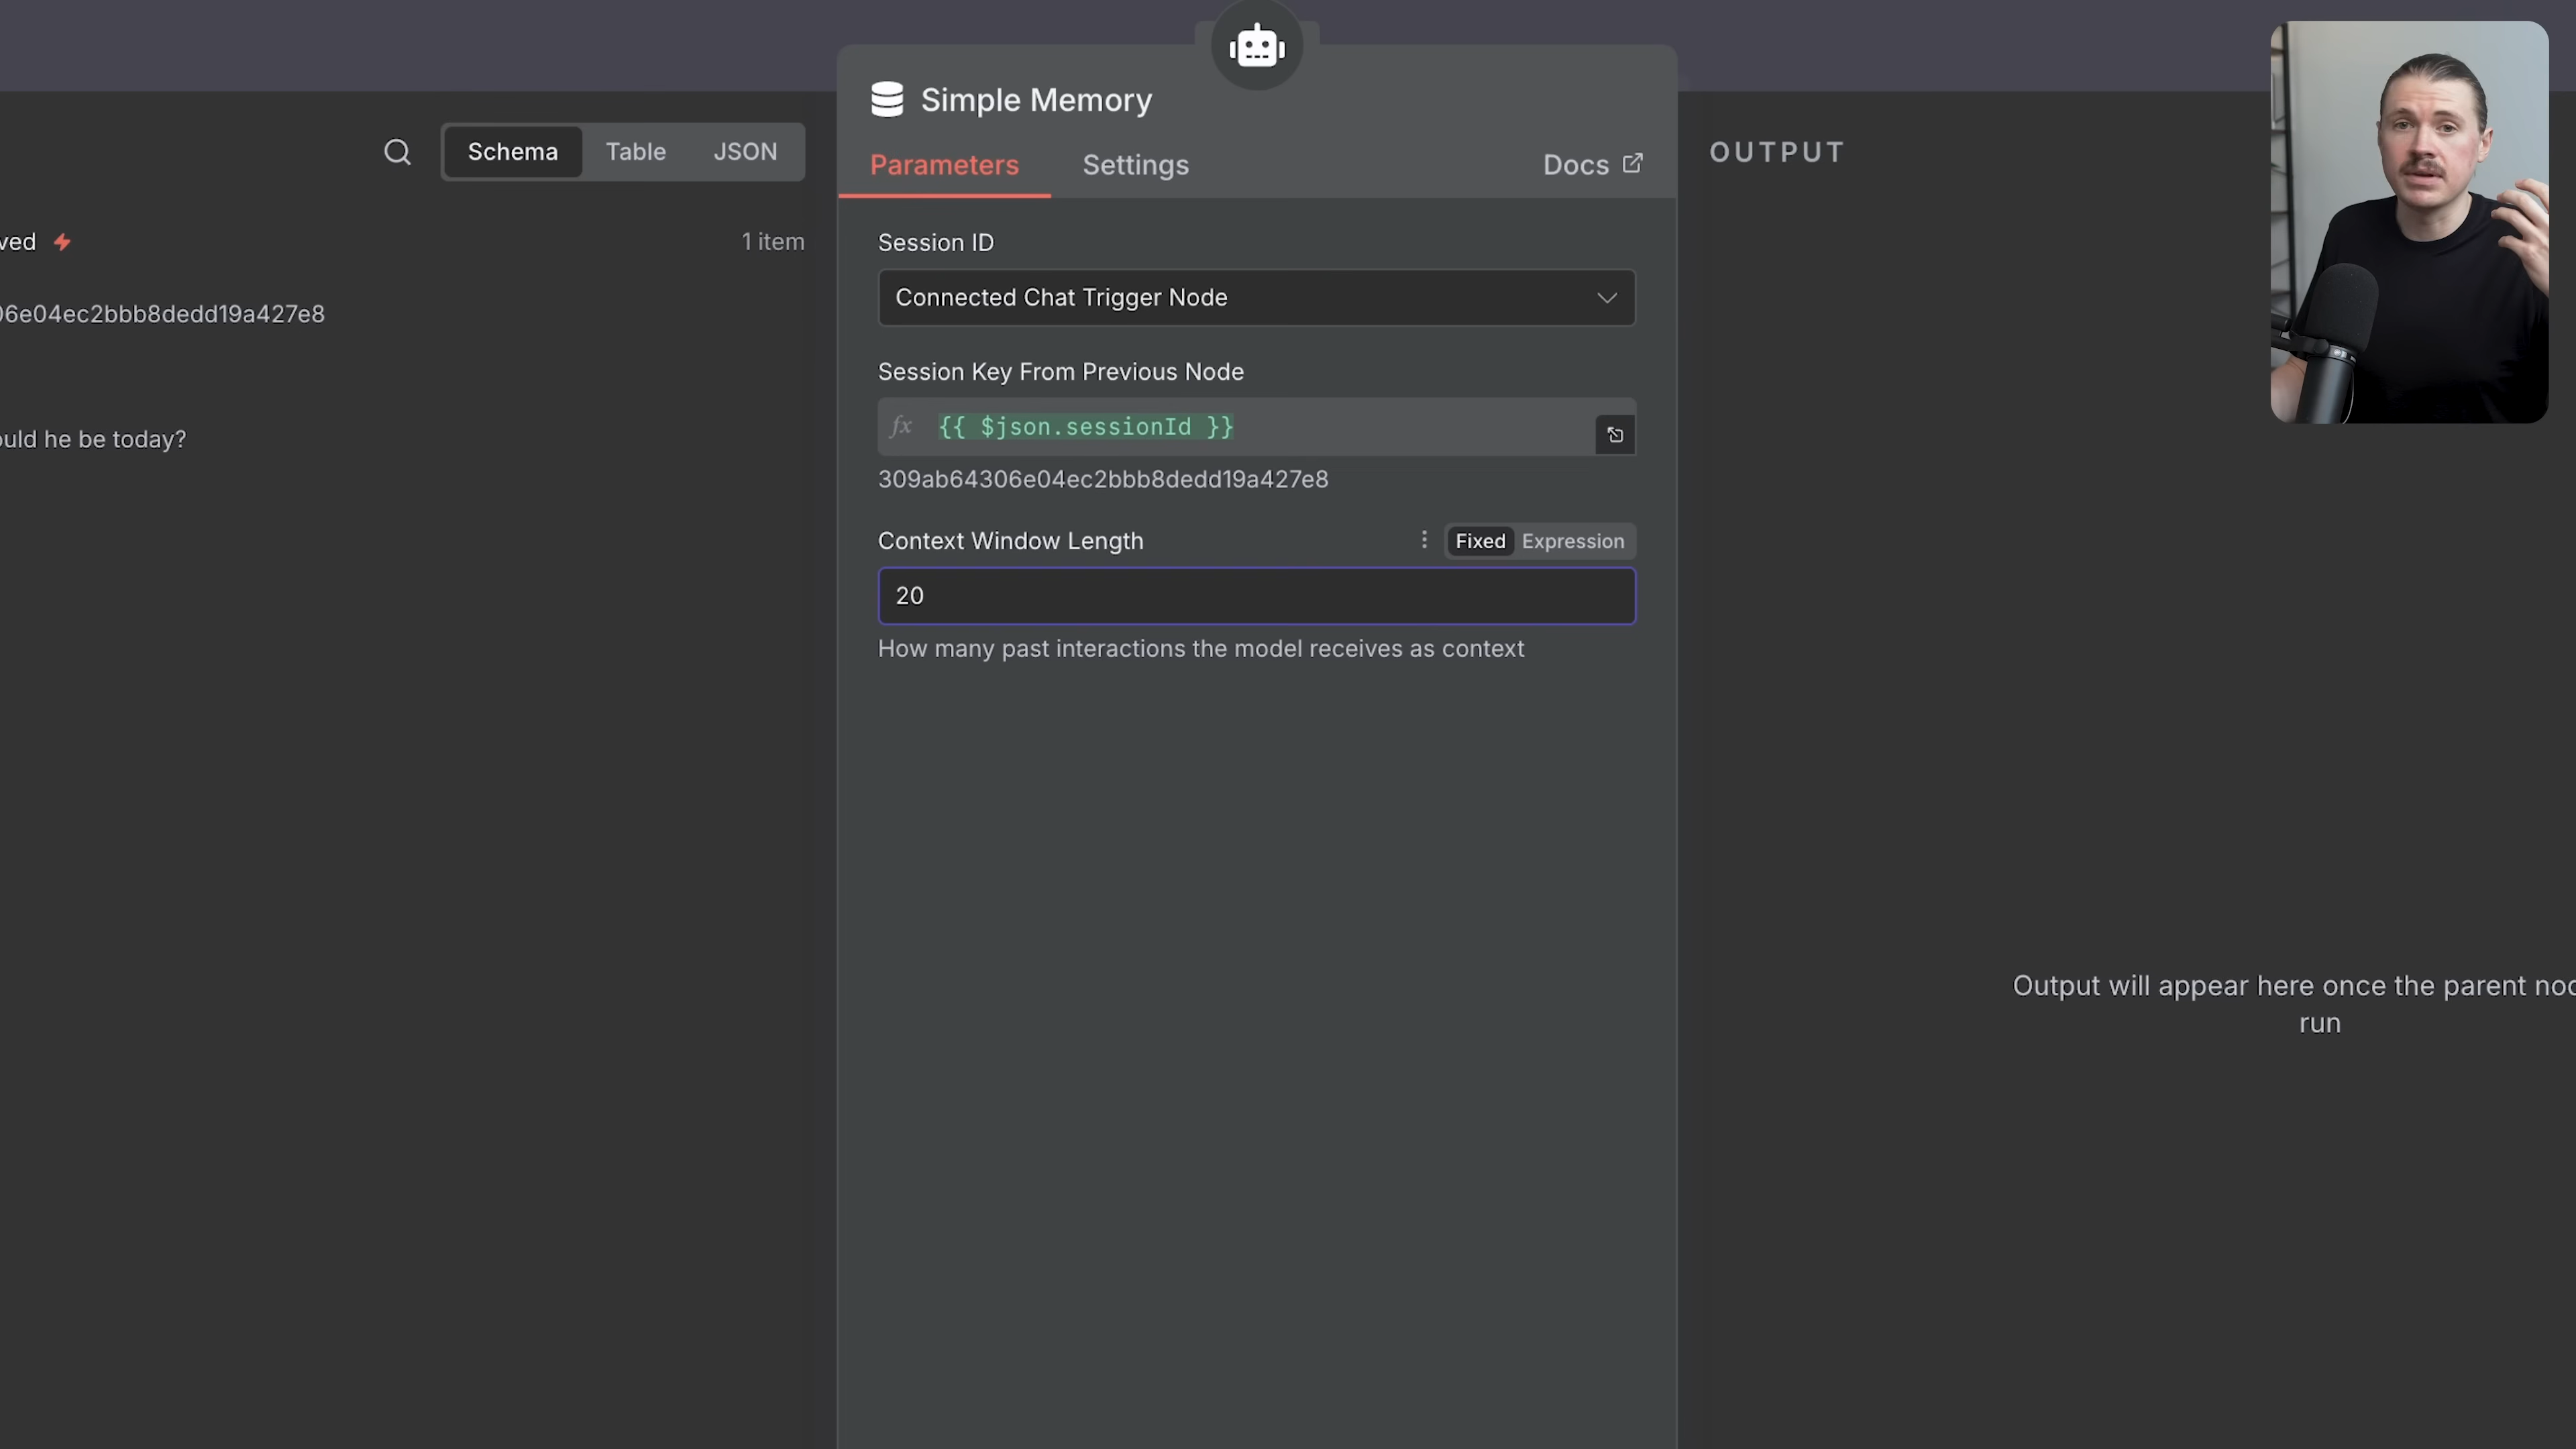 Simple Memory
Schema
Table
JSON
Parameters
Settings
Docs
OUTPUT
ved
1 item
06e04ec2bbb8dedd19a427e8
ould he be today?
Session ID
Connected Chat Trigger Node
Session Key From Previous Node
fx {{ $json.sessionId }}
309ab64306e04ec2bbb8dedd19a427e8
Context Window Length
Fixed
Expression
20
How many past interactions the model receives as context
Output will appear here once the parent noc
run